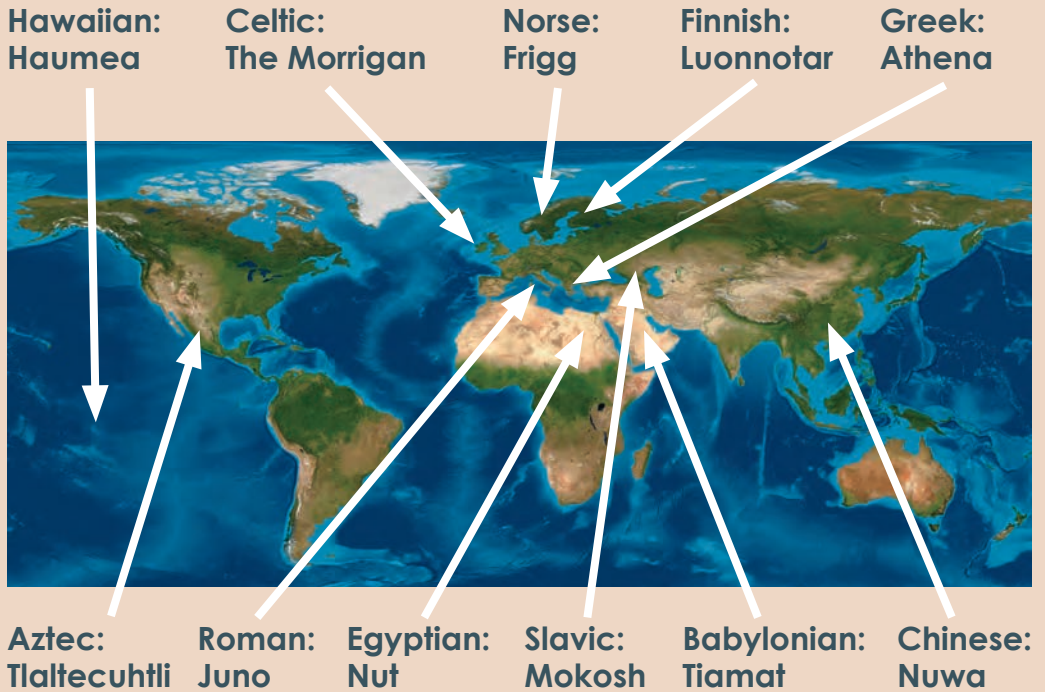 Hawaiian:
Haumea
Celtic:
The Morrigan
Norse:
Frigg
Finnish:
Luonnotar
Greek:
Athena
Aztec:
Tlaltecuhtli
Roman:
Juno
Egyptian:
Nut
Slavic:
Mokosh
Babylonian:
Tiamat
Chinese:
Nuwa